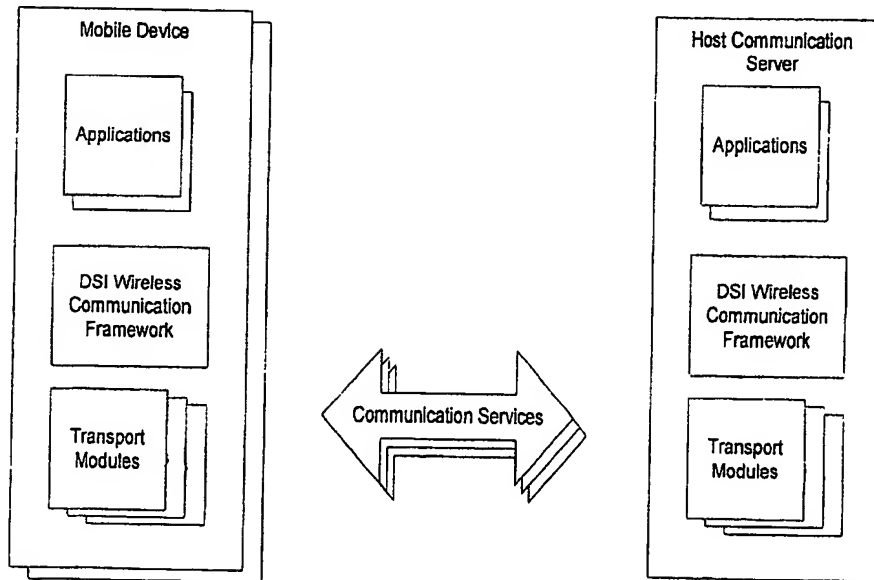 Mobile Device
Applications
DSI Wireless
Communication
Framework
Transport
Modules
Communication Services
Host Communication
Server
Applications
DSI Wireless
Communication
Framework
Transport
Modules